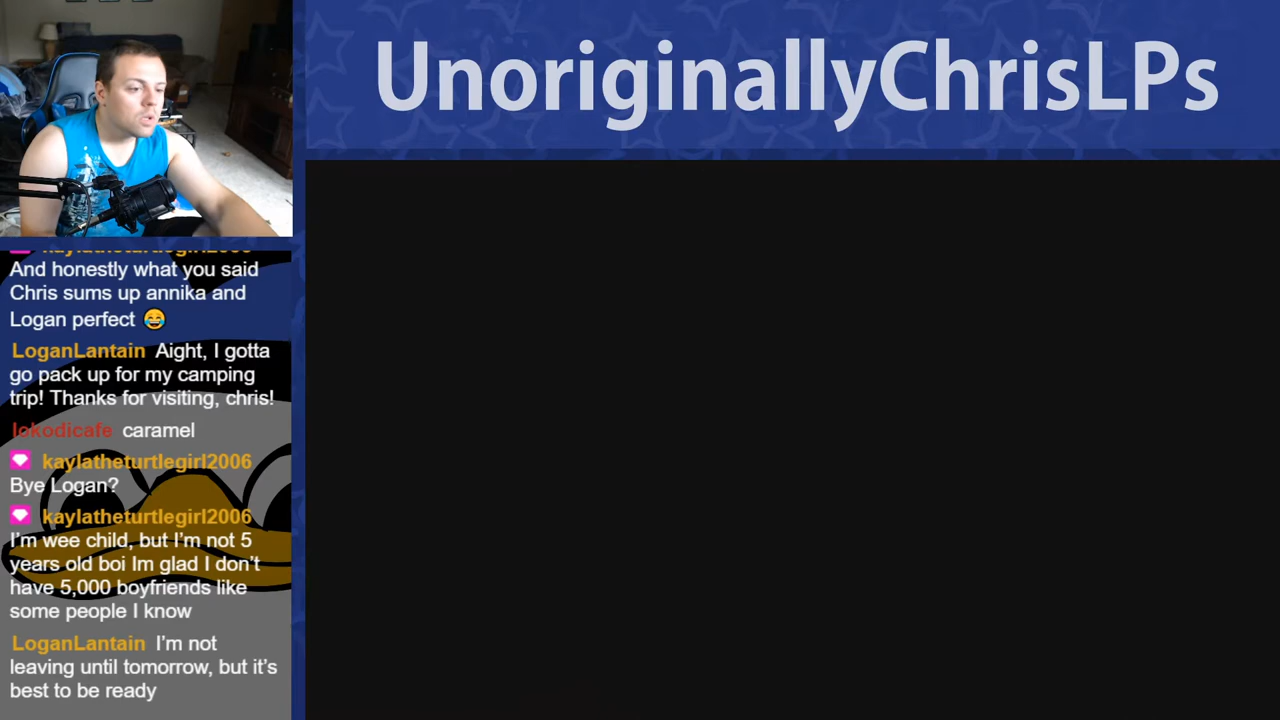 UnoriginallyChrisLPs
And honestly what you said
Chris sums up annika and
Logan perfect 😂
LoganLantain Aight, I gotta
go pack up for my camping
trip! Thanks for visiting, chris!
lokodicafe caramel
kaylatheturtlegirl2006
Bye Logan?
kaylatheturtlegirl2006
I'm wee child, but I'm not 5
years old boi Im glad I don't
have 5,000 boyfriends like
some people I know
LoganLantain I'm not
leaving until tomorrow, but it's
best to be ready